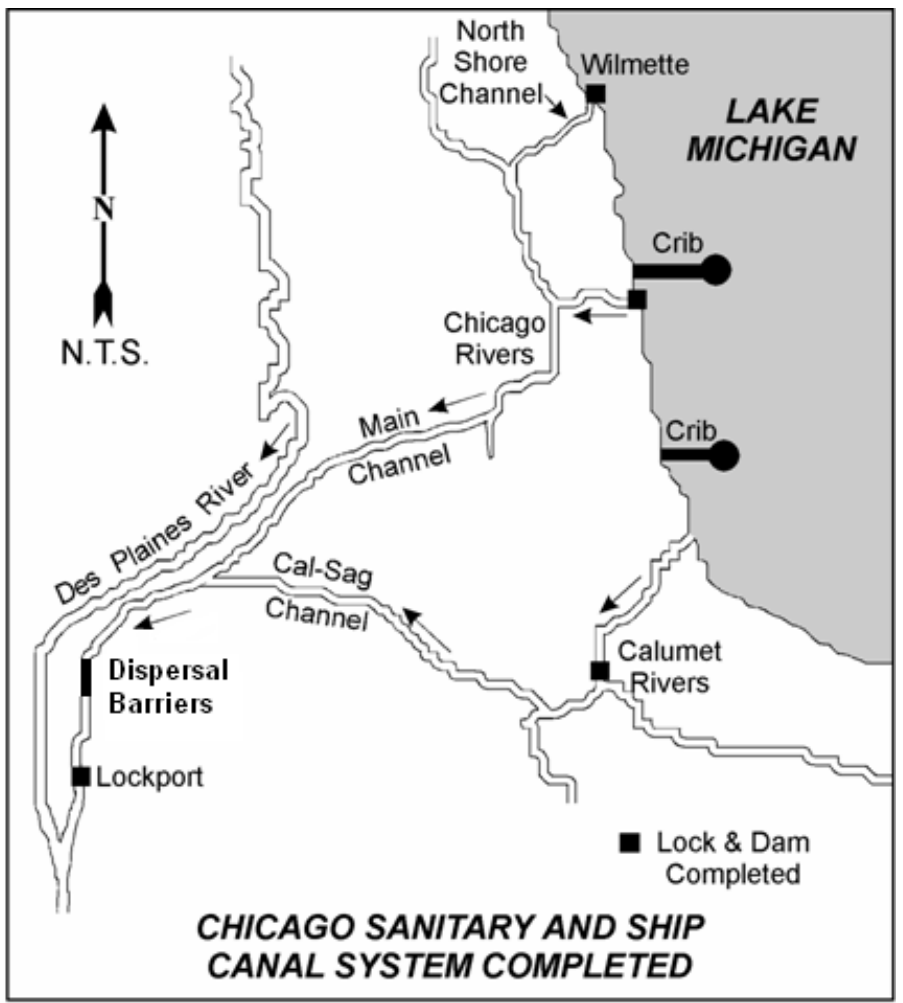 North
Shore
Channel
Wilmette
LAKE
MICHIGAN
N
N.T.S.
Crib
Chicago
Rivers
Main
Channel
Crib
Des Plaines River
Cal-Sag
Channel
Dispersal
Barriers
Calumet
Rivers
Lockport
Lock & Dam
Completed
CHICAGO SANITARY AND SHIP
CANAL SYSTEM COMPLETED